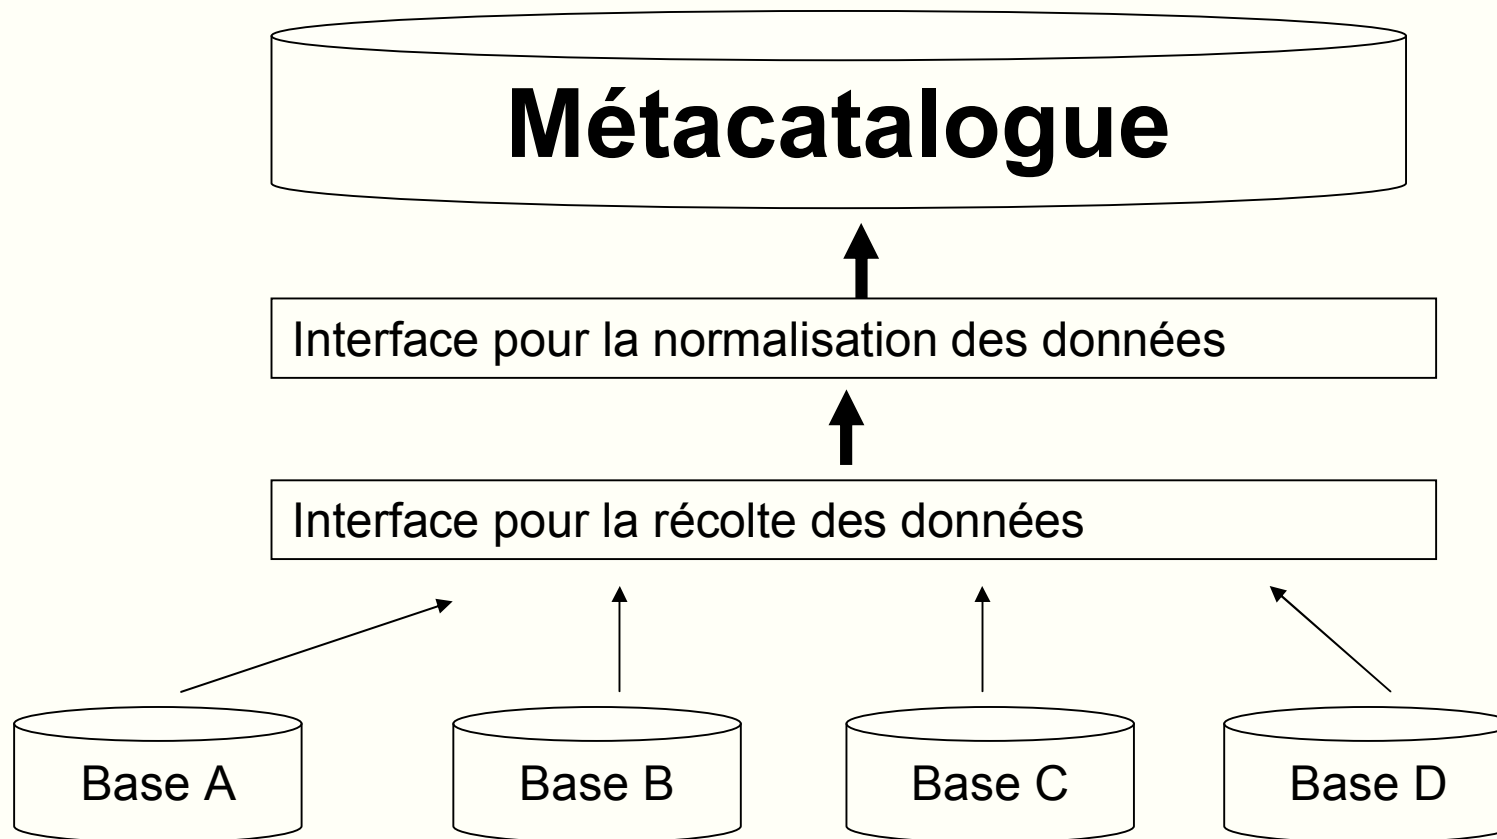 Métacatalogue
Interface pour la normalisation des données
Interface pour la récolte des données
Base A
Base B
Base C
Base D